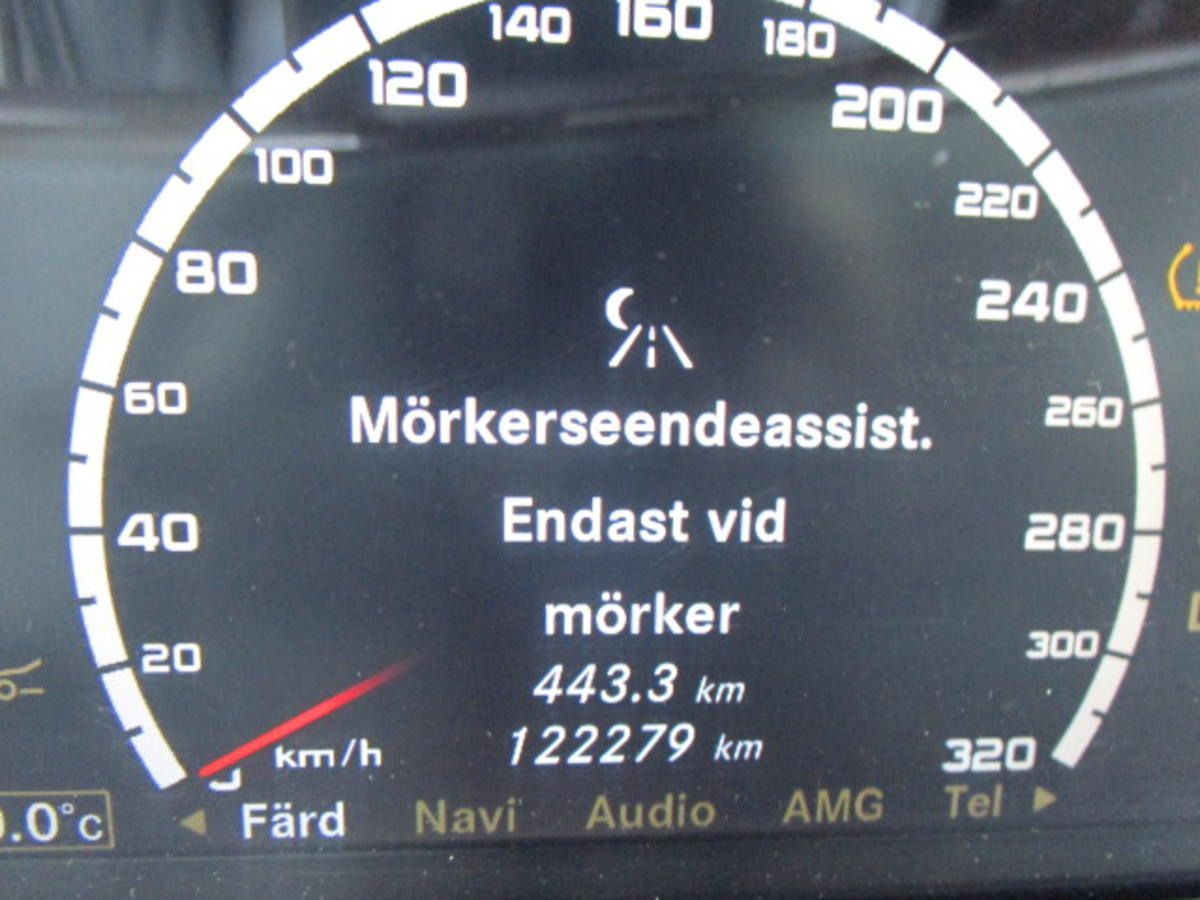 140 160 180
120 200
100 220
80 240
60 260
Mörkerseendeassist.
Endast vid
40 280
mörker
20 300
443.3 km
122279 km
km/h 320
.0°C Färd Navi Audio AMG Tel